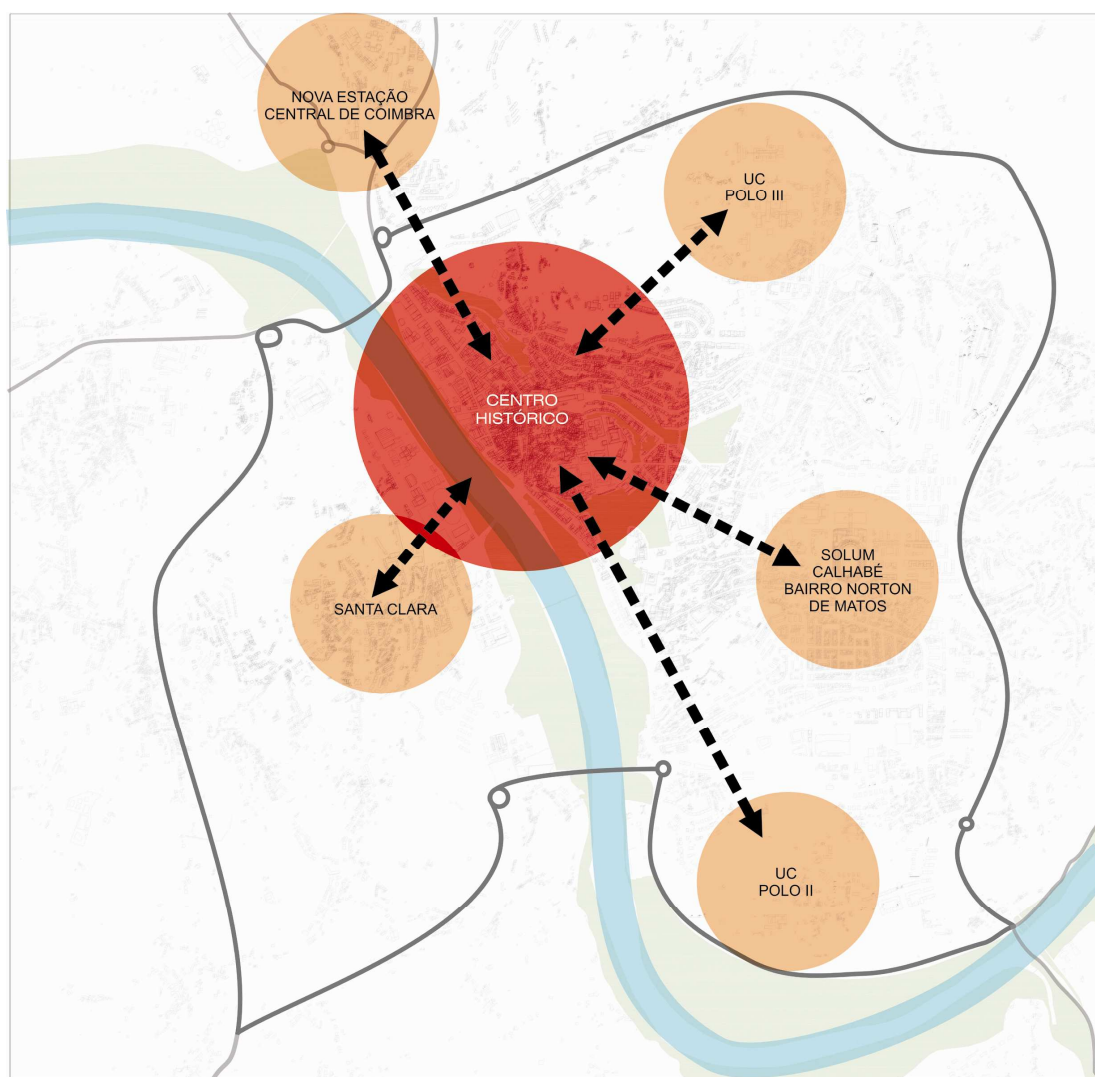 NOVA ESTAÇÃO
CENTRAL DE COIMBRA
UC
POLO III
CENTRO
HISTÓRICO
SOLUM
CALHABÉ
BAIRRO NORTON
DE MATOS
SANTA CLARA
UC
POLO II